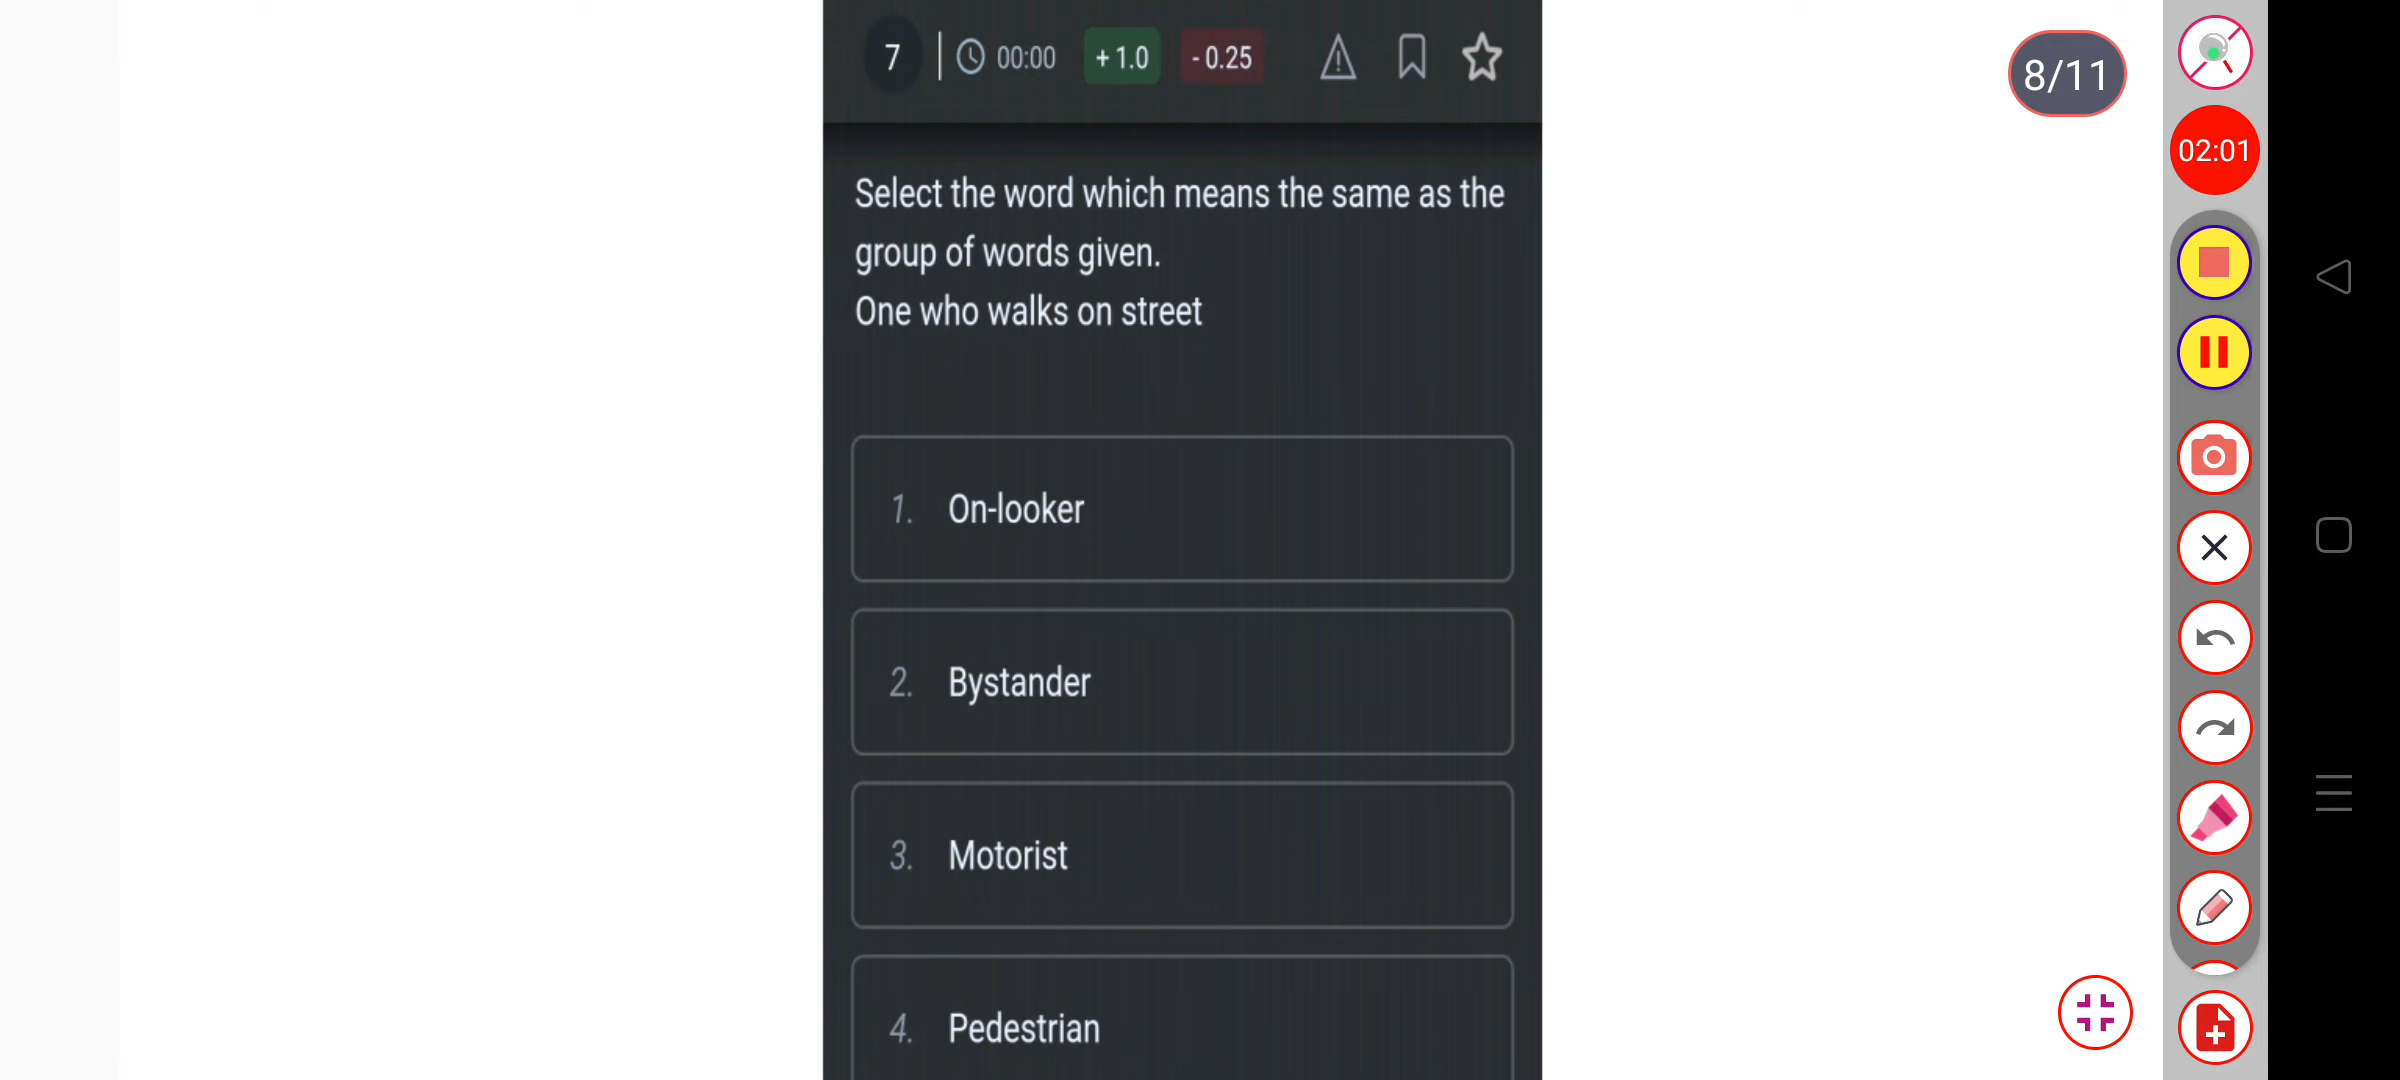 7 00:00 + 1.0 - 0.25
8/11
02:01
Select the word which means the same as the
group of words given.
One who walks on street
1. On-looker
2. Bystander
3. Motorist
4. Pedestrian